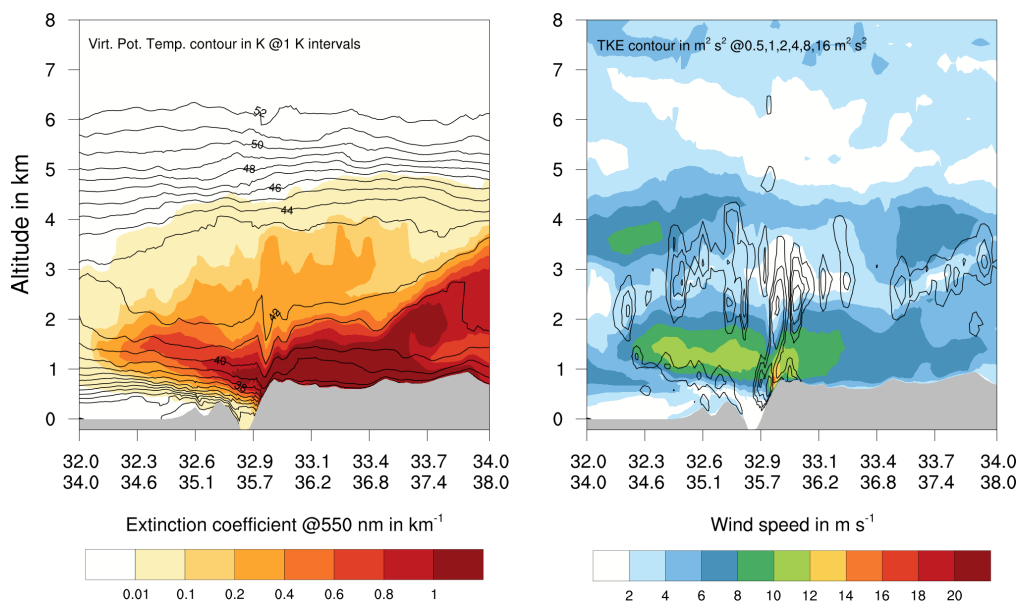 Virt. Pot. Temp. contour in K @1 K intervals
TKE contour in m² s² @0.5,1,2,4,8,16 m² s²
Altitude in km
8
7
6
5
4
3
2
1
0
52
50
48
46
44
42
40
38
32.0 32.3 32.6 32.9 33.1 33.4 33.7 34.0
34.0 34.6 35.1 35.7 36.2 36.8 37.4 38.0
Extinction coefficient @550 nm in km⁻¹
0.01 0.1 0.2 0.4 0.6 0.8 1
8
7
6
5
4
3
2
1
0
32.0 32.3 32.6 32.9 33.1 33.4 33.7 34.0
34.0 34.6 35.1 35.7 36.2 36.8 37.4 38.0
Wind speed in m s⁻¹
2 4 6 8 10 12 14 16 18 20